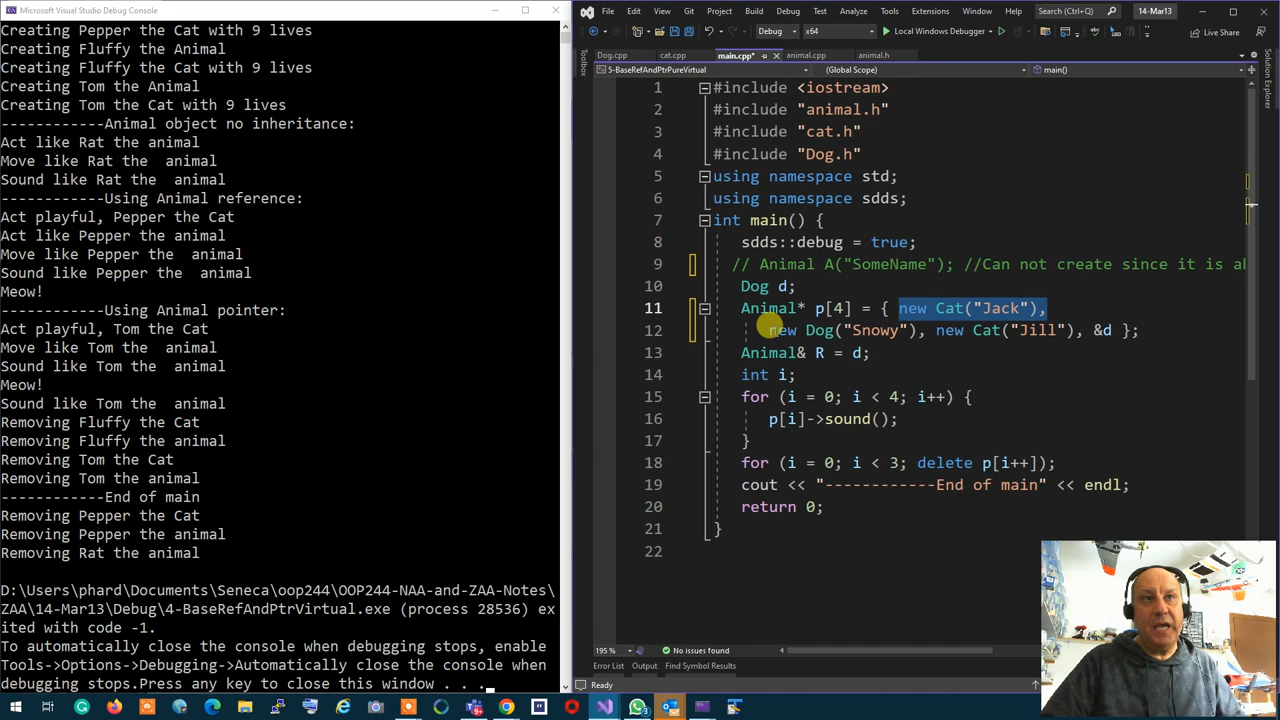 Microsoft Visual Studio Debug Console
Creating Pepper the Cat with 9 lives
Creating Fluffy the Animal
Creating Fluffy the Cat with 9 lives
Creating Tom the Animal
Creating Tom the Cat with 9 lives
------------Animal object no inheritance:
Act like Rat the animal
Move like Rat the  animal
Sound like Rat the  animal
------------Using Animal reference:
Act playful, Pepper the Cat
Act like Pepper the animal
Move like Pepper the  animal
Sound like Pepper the  animal
Meow!
------------Using Animal pointer:
Act playful, Tom the Cat
Move like Tom the  animal
Sound like Tom the  animal
Meow!
Sound like Tom the  animal
Removing Fluffy the Cat
Removing Fluffy the animal
Removing Tom the Cat
Removing Tom the animal
------------End of main
Removing Pepper the Cat
Removing Pepper the animal
Removing Rat the animal
D:\Users\phard\Documents\Seneca\oop244\OOP244-NAA-and-ZAA-Notes\
ZAA\14-Mar13\Debug\4-BaseRefAndPtrVirtual.exe (process 28536) ex
ited with code -1.
To automatically close the console when debugging stops, enable
Tools->Options->Debugging->Automatically close the console when
debugging stops.Press any key to close this window . . .
File Edit View Git Project Build Debug Test Analyze Tools Extensions Window Help Search (Ctrl+Q) 14-Mar13
Debug x64 Local Windows Debugger Live Share
Dog.cpp cat.cpp main.cpp* animal.cpp animal.h
5-BaseRefAndPtrPureVirtual (Global Scope) main()
Toolbox
Solution Explorer
1 #include <iostream>
2 #include "animal.h"
3 #include "cat.h"
4 #include "Dog.h"
5 using namespace std;
6 using namespace sdds;
7 int main() {
8 sdds::debug = true;
9 // Animal A("SomeName"); //Can not create since it is ab
10 Dog d;
11 Animal* p[4] = { new Cat("Jack"),
12 new Dog("Snowy"), new Cat("Jill"), &d };
13 Animal& R = d;
14 int i;
15 for (i = 0; i < 4; i++) {
16 p[i]->sound();
17 }
18 for (i = 0; i < 3; delete p[i++]);
19 cout << "------------End of main" << endl;
20 return 0;
21 }
22
195 % No issues found
Error List Output Find Symbol Results
Ready